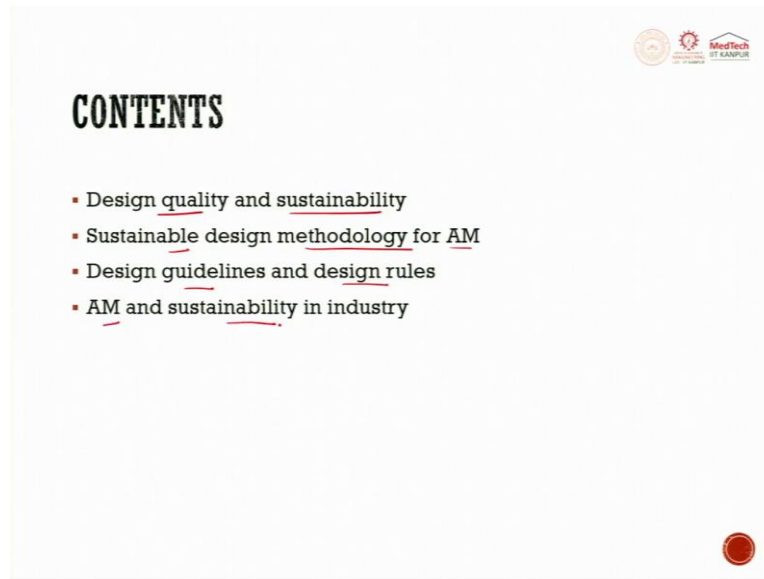 MedTech
IIT KANPUR
CONTENTS
▪ Design quality and sustainability
▪ Sustainable design methodology for AM
▪ Design guidelines and design rules
▪ AM and sustainability in industry